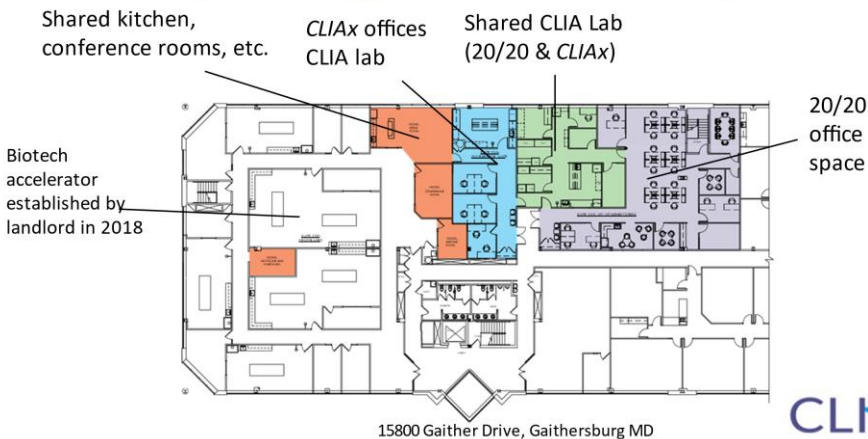 Shared kitchen,
conference rooms, etc.
CLIAx offices
CLIA lab
Shared CLIA Lab
(20/20 & CLIAx)
20/20
office
space
Biotech
accelerator
established by
landlord in 2018
15800 Gaither Drive, Gaithersburg MD